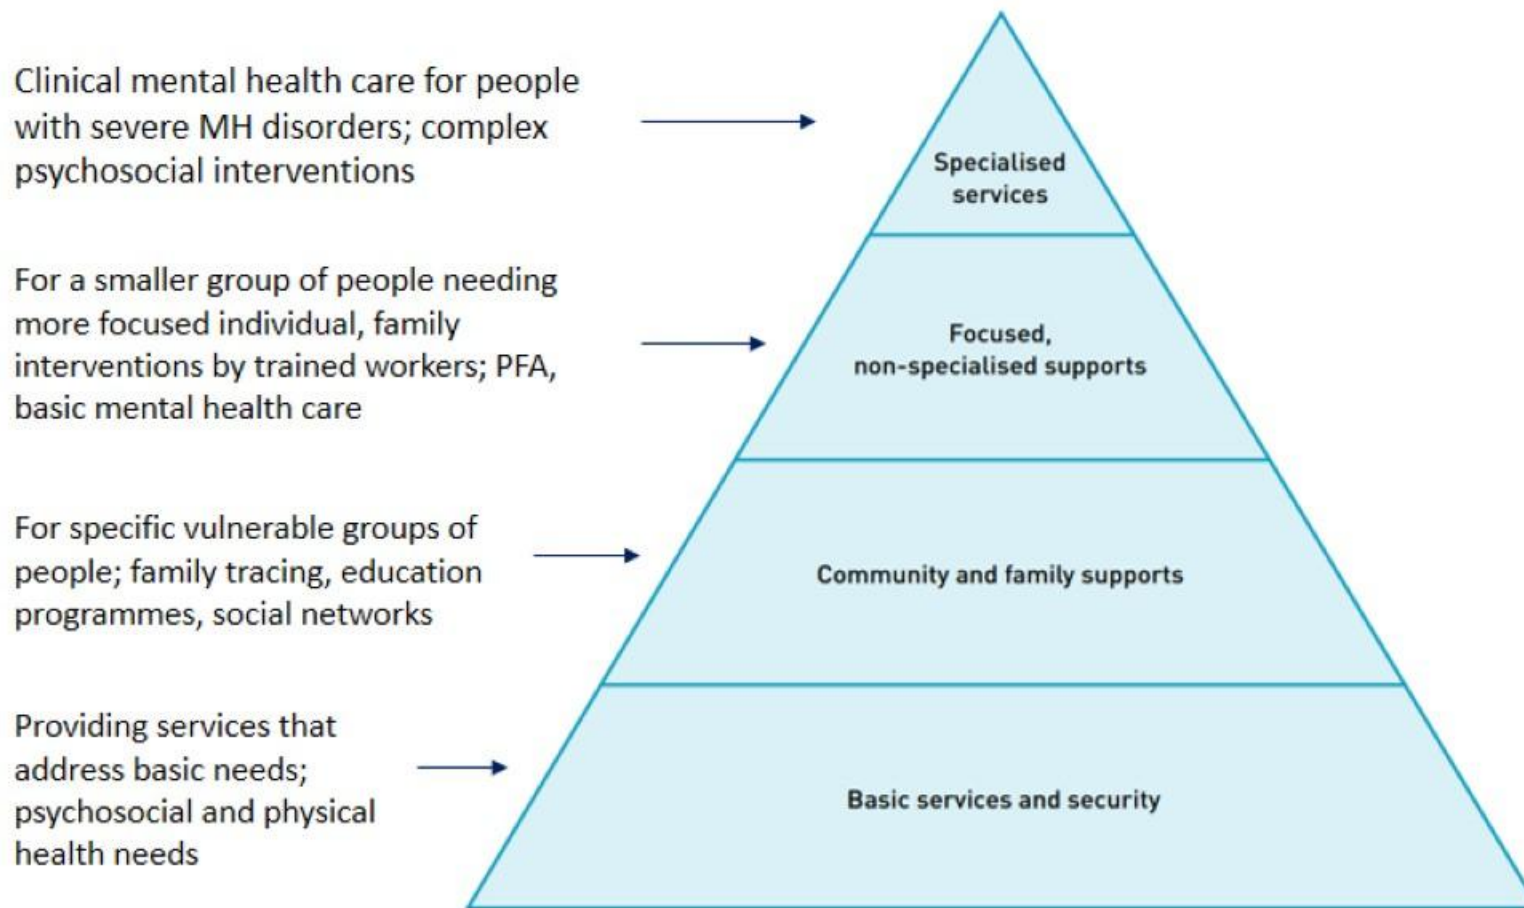 Clinical mental health care for people
with severe MH disorders; complex
psychosocial interventions
Specialised
services
For a smaller group of people needing
more focused individual, family
interventions by trained workers; PFA,
basic mental health care
Focused,
non-specialised supports
For specific vulnerable groups of
people; family tracing, education
programmes, social networks
Community and family supports
Providing services that
address basic needs;
psychosocial and physical
health needs
Basic services and security